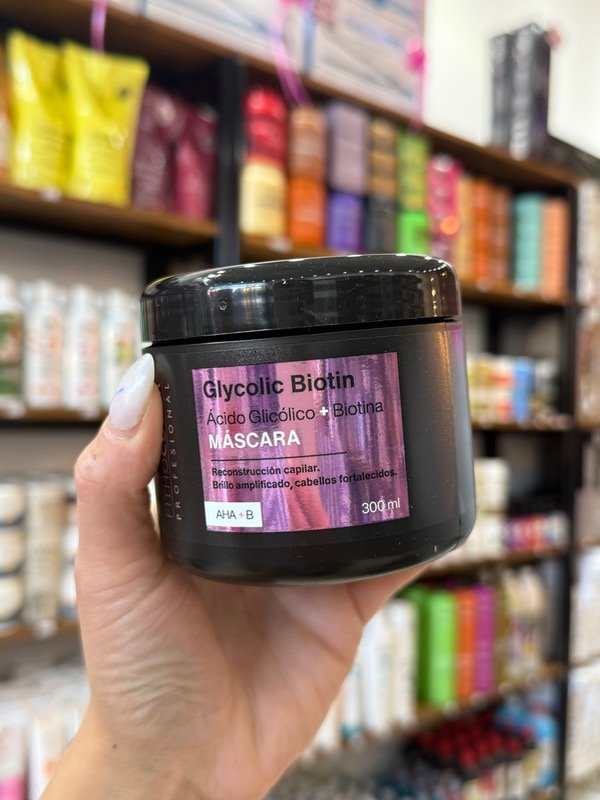 Glycolic Biotin
Ácido Glicólico + Biotina
MÁSCARA
Reconstrucción capilar.
Brillo amplificado, cabellos fortalecidos.
AHA+B
300 ml
PROFESIONAL